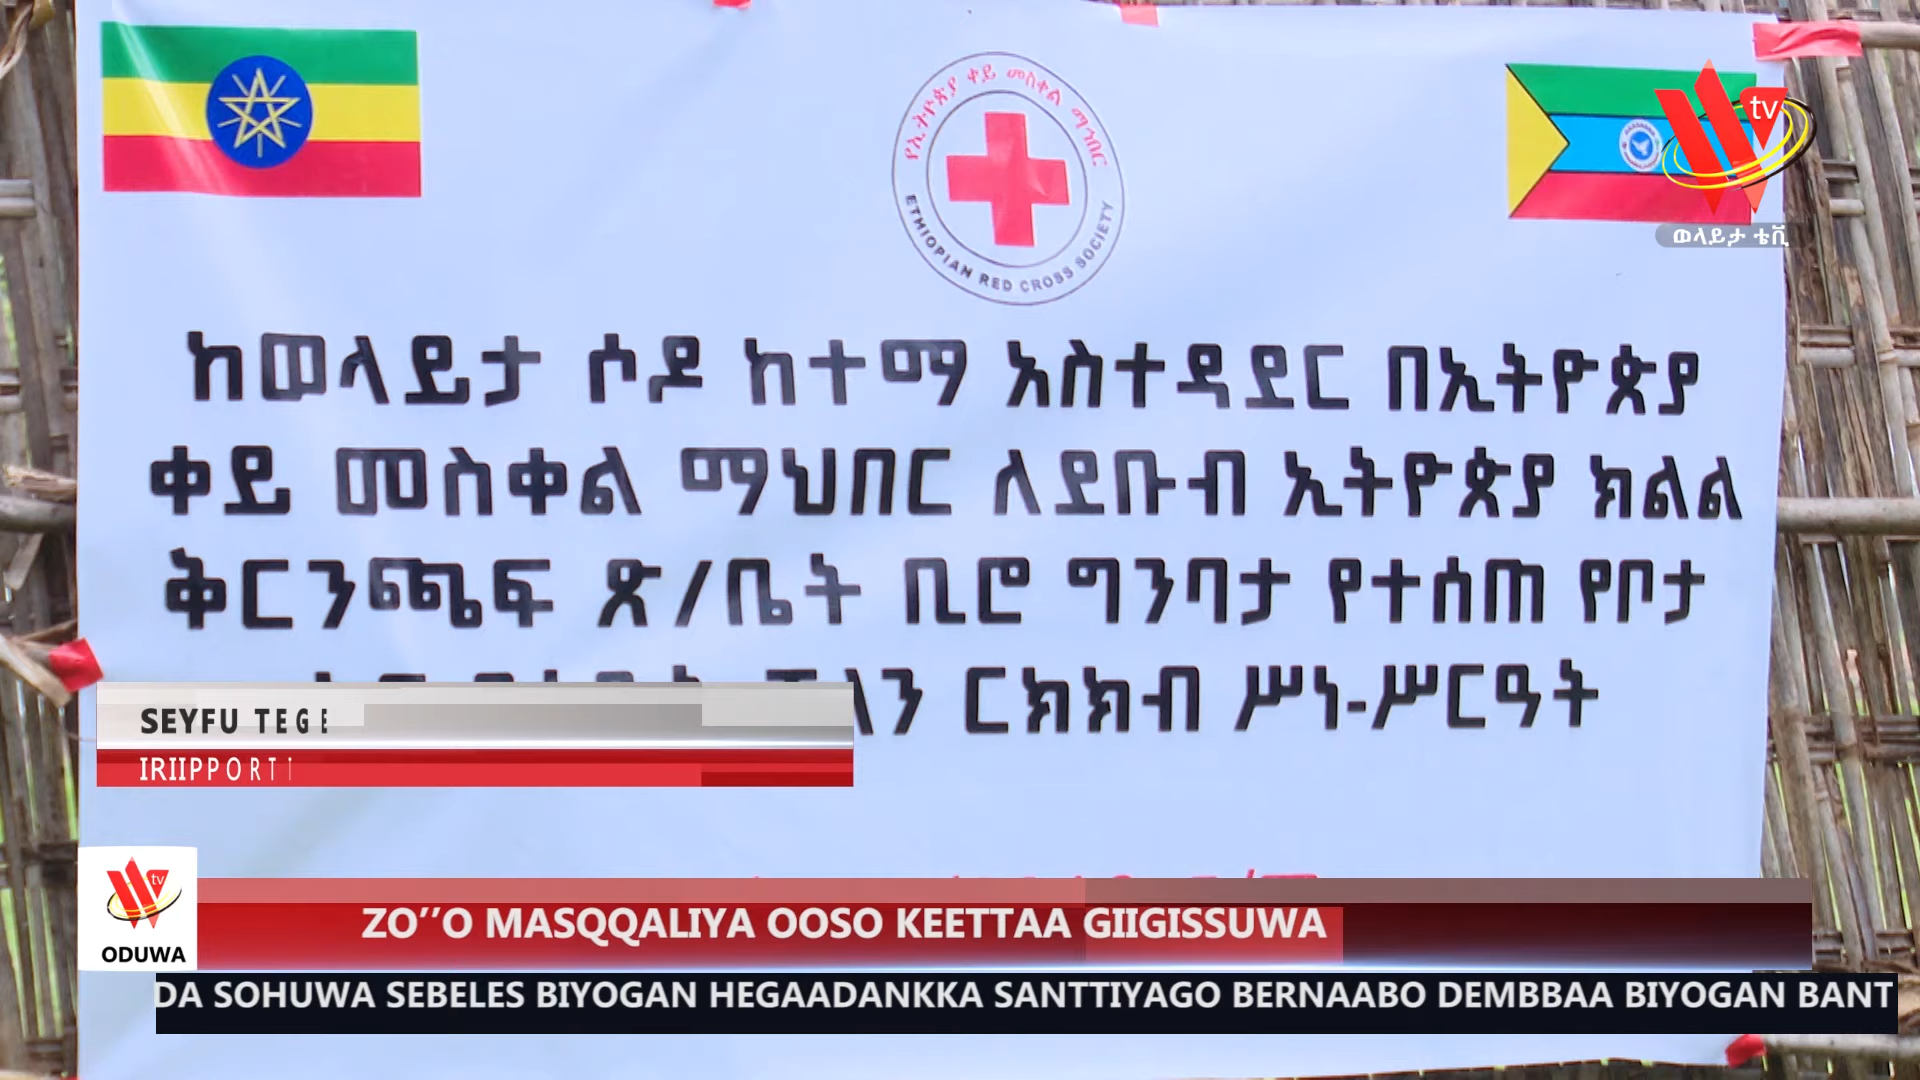 የኢትዮጵያ ቀይ መስቀል ማኅበር
ETHIOPIAN RED CROSS SOCIETY
tv
ወላይታ ቴቪ
ከወላይታ ሶዶ ከተማ አስተዳደር በኢትዮጵያ
ቀይ መስቀል ማህበር ለደቡብ ኢትዮጵያ ክልል
ቅርንጫፍ ጽ/ቤት ቢሮ ግንባታ የተሰጠ የቦታ
ርክክብ ሥነ-ሥርዓት
SEYFU TEGE
IRIIPPORT
tv
ODUWA
ZO’’O MASQQALIYA OOSO KEETTAA GIIGISSUWA
DA SOHUWA SEBELES BIYOGAN HEGAADANKKA SANTTIYAGO BERNAABO DEMBBAA BIYOGAN BANT